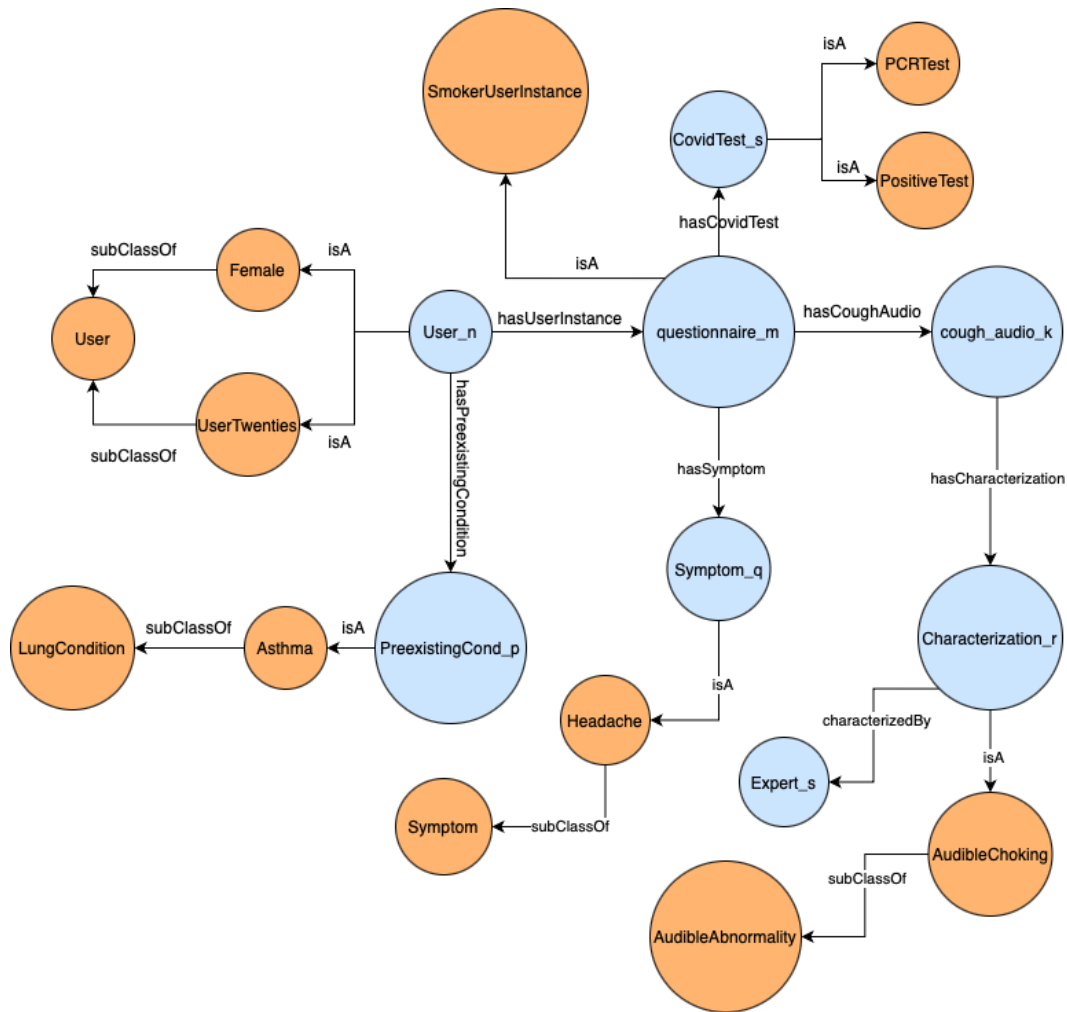 isA
PCRTest
SmokerUserInstance
CovidTest_s
isA
PositiveTest
hasCovidTest
subClassOf
isA
Female
isA
User
hasUserInstance
hasCoughAudio
User_n
questionnaire_m
cough_audio_k
UserTwenties
isA
subClassOf
hasPreexistingCondition
hasSymptom
hasCharacterization
Symptom_q
subClassOf
isA
LungCondition
Asthma
PreexistingCond_p
Characterization_r
isA
Headache
characterizedBy
isA
Expert_s
Symptom
subClassOf
AudibleChoking
subClassOf
AudibleAbnormality